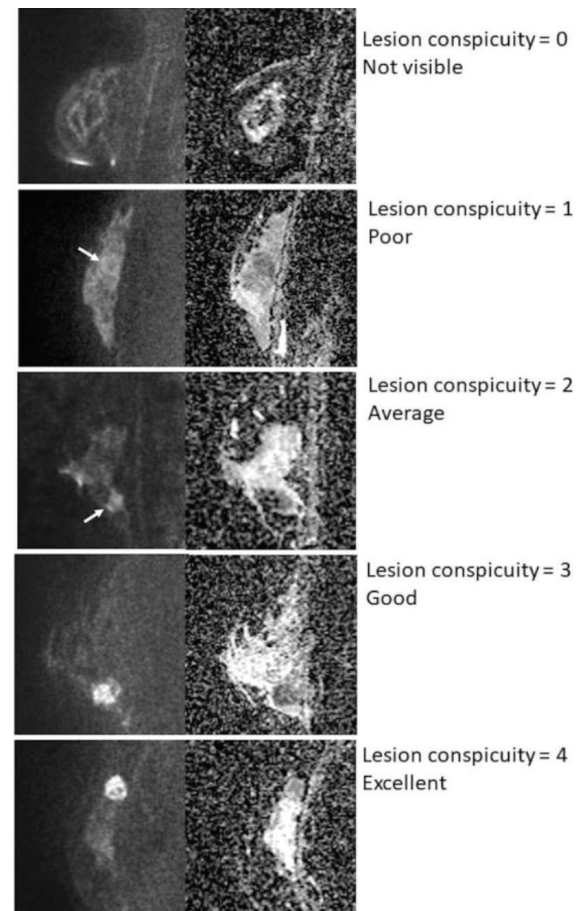 Lesion conspicuity = 0
Not visible
Lesion conspicuity = 1
Poor
Lesion conspicuity = 2
Average
Lesion conspicuity = 3
Good
Lesion conspicuity = 4
Excellent